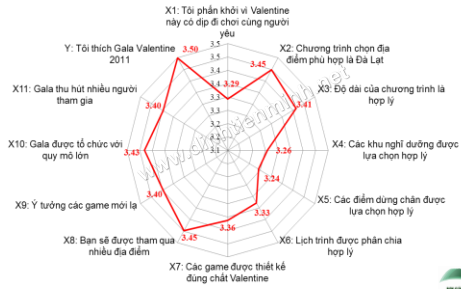 X1: Tôi phấn khởi vì Valentine
này có dịp đi chơi cùng người
yêu
Y: Tôi thích Gala Valentine
2011
3.50
3.5
3.5
3.4
3.4
3.3
3.3
3.2
3.2
3.1
3.29
3.45
X2: Chương trình chọn địa
điểm phù hợp là Đà Lạt
X11: Gala thu hút nhiều người
tham gia
3.40
3.41
X3: Độ dài của chương trình là
hợp lý
X10: Gala được tổ chức với
quy mô lớn
3.43
3.26
X4: Các khu nghĩ dưỡng được
lựa chọn hợp lý
X9: Ý tưởng các game mới lạ
3.40
3.24
X5: Các điểm dừng chân được
lựa chọn hợp lý
X8: Bạn sẽ được tham qua
nhiều địa điểm
3.45
3.36
3.33
X6: Lịch trình được phân chia
hợp lý
X7: Các game được thiết kế
đúng chất Valentine